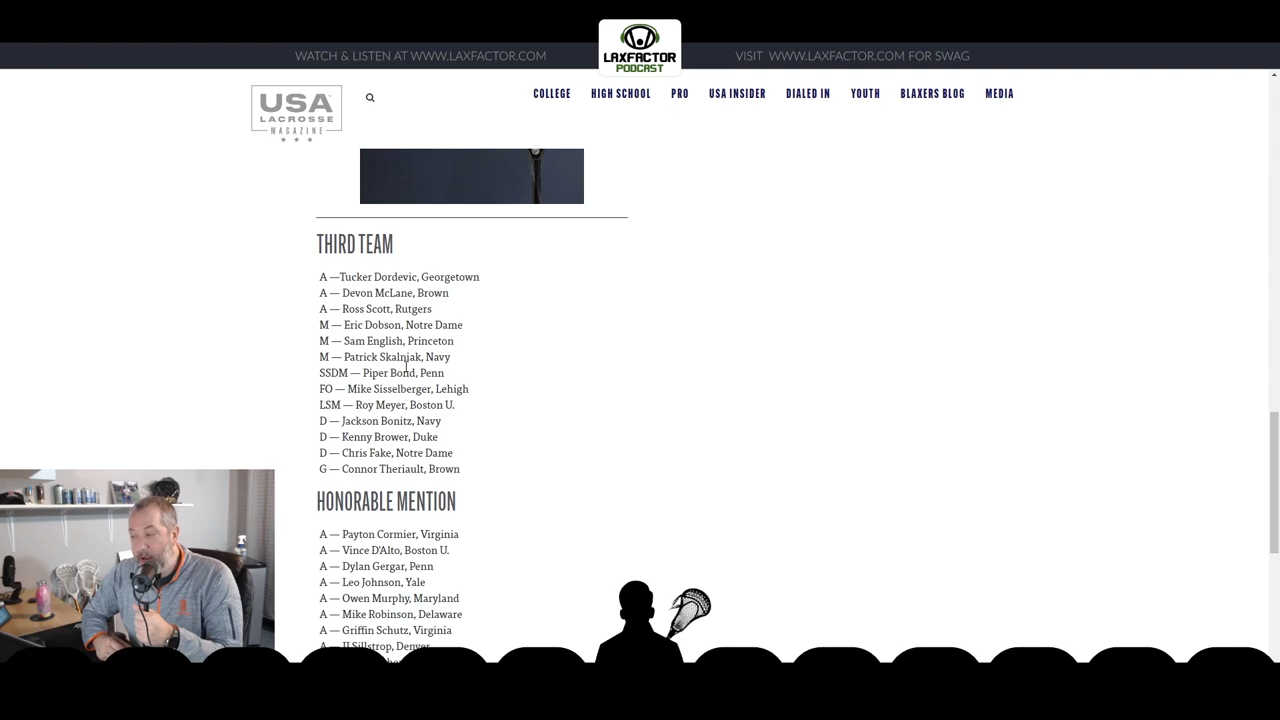 WATCH & LISTEN AT WWW.LAXFACTOR.COM
LAXFACTOR
PODCAST
VISIT WWW.LAXFACTOR.COM FOR SWAG
USA
LACROSSE
MAGAZINE
COLLEGE HIGH SCHOOL PRO USA INSIDER DIALED IN YOUTH BLAXERS BLOG MEDIA
THIRD TEAM
A —Tucker Dordevic, Georgetown
A — Devon McLane, Brown
A — Ross Scott, Rutgers
M — Eric Dobson, Notre Dame
M — Sam English, Princeton
M — Patrick Skalniak, Navy
SSDM — Piper Bond, Penn
FO — Mike Sisselberger, Lehigh
LSM — Roy Meyer, Boston U.
D — Jackson Bonitz, Navy
D — Kenny Brower, Duke
D — Chris Fake, Notre Dame
G — Connor Theriault, Brown
HONORABLE MENTION
A — Payton Cormier, Virginia
A — Vince D'Alto, Boston U.
A — Dylan Gergar, Penn
A — Leo Johnson, Yale
A — Owen Murphy, Maryland
A — Mike Robinson, Delaware
A — Griffin Schutz, Virginia
A — JJ Sillstrop, Denver